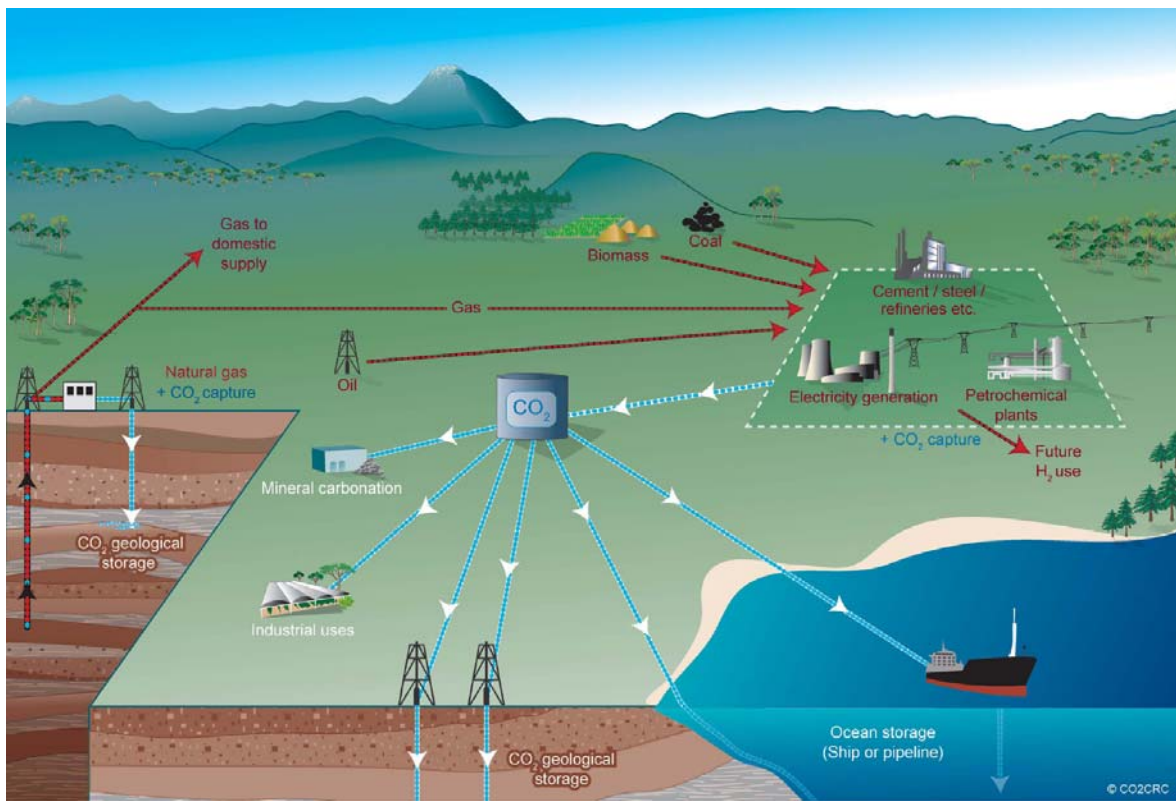 Gas to
domestic
supply
Biomass
Coal
Gas
Cement / steel /
refineries etc.
Oil
Natural gas
+ CO₂ capture
CO₂
Electricity generation
Petrochemical
plants
+ CO₂ capture
Future
H₂ use
Mineral carbonation
CO₂ geological
storage
Industrial uses
Ocean storage
(Ship or pipeline)
CO₂ geological
storage
© CO2CRC